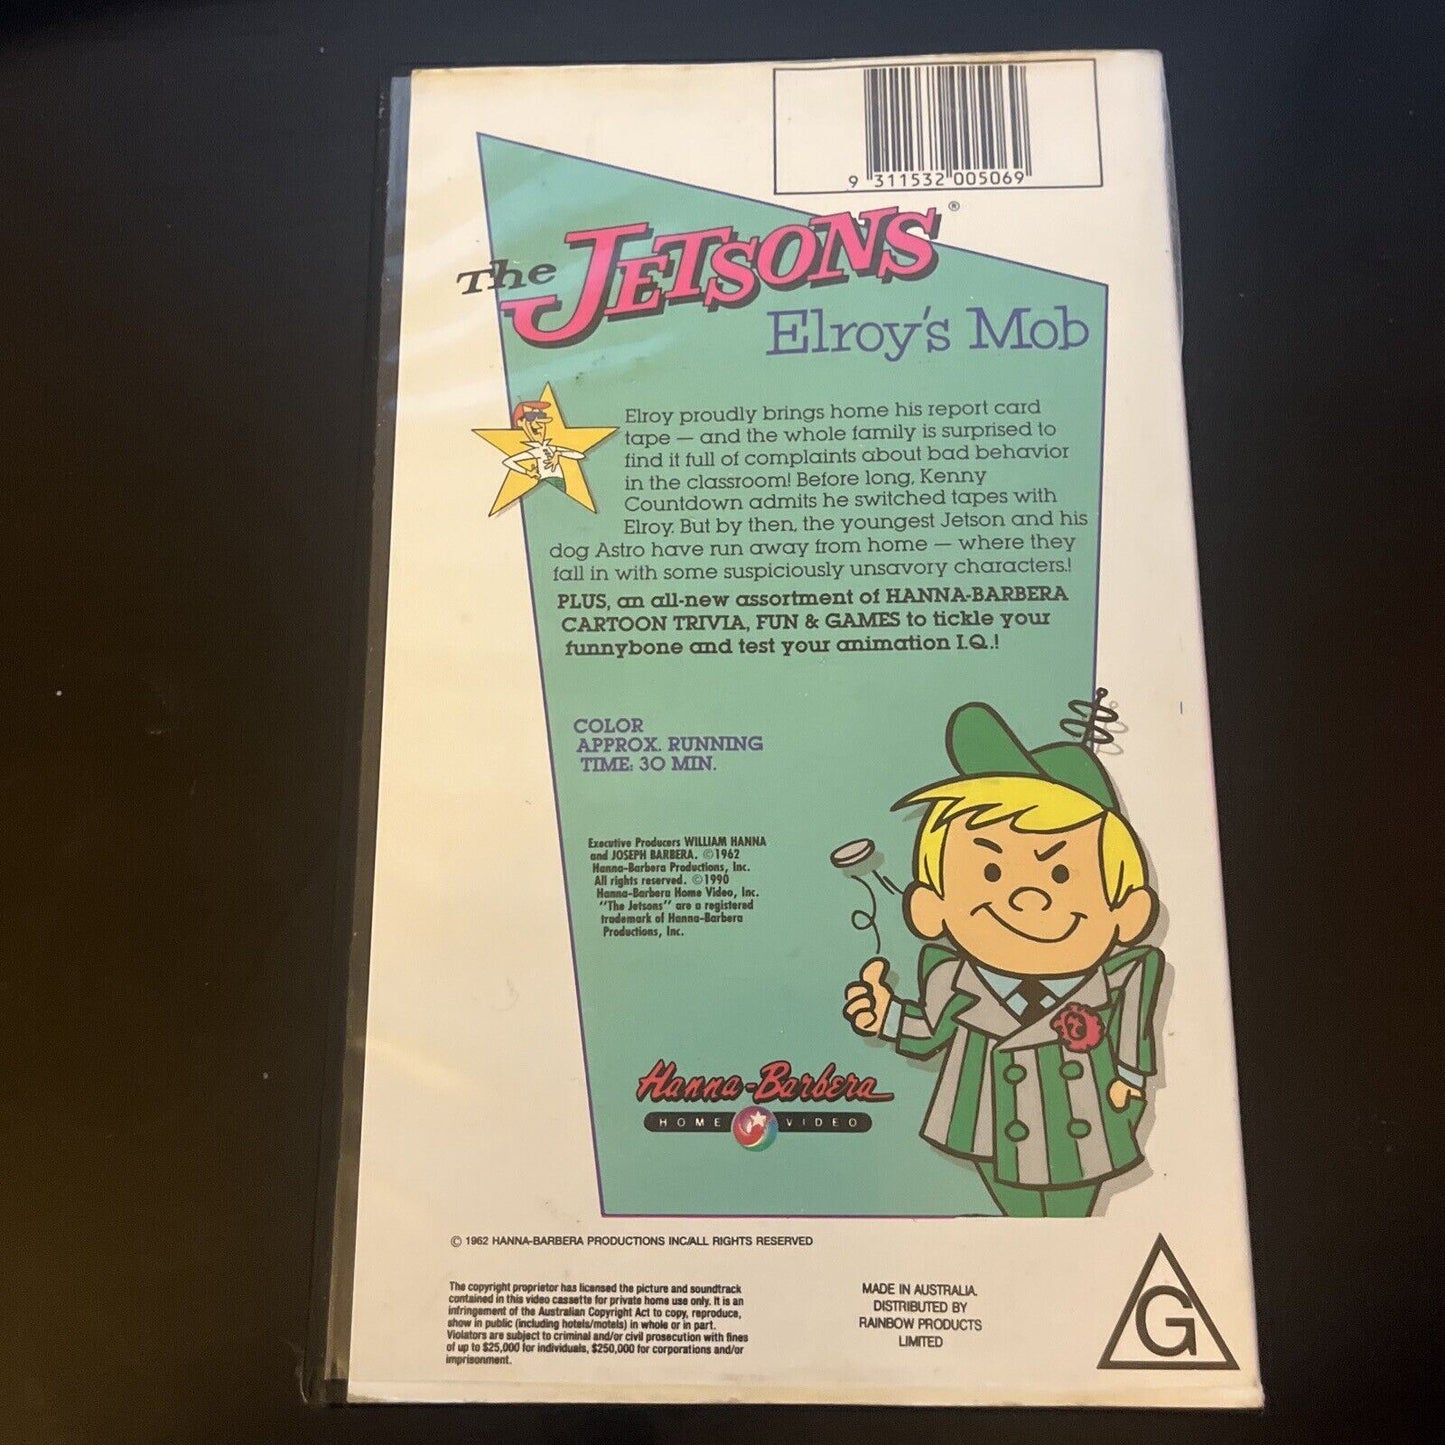 9 311532 005069
The JETSONS ®
Elroy's Mob
Elroy proudly brings home his report card
tape — and the whole family is surprised to
find it full of complaints about bad behavior
in the classroom! Before long, Kenny
Countdown admits he switched tapes with
Elroy. But by then, the youngest Jetson and his
dog Astro have run away from home — where they
fall in with some suspiciously unsavory characters.!
PLUS, an all-new assortment of HANNA-BARBERA
CARTOON TRIVIA, FUN & GAMES to tickle your
funnybone and test your animation I.Q.!
COLOR
APPROX. RUNNING
TIME: 30 MIN.
Executive Producers WILLIAM HANNA
and JOSEPH BARBERA. ©1962
Hanna-Barbera Productions, Inc.
All rights reserved. ©1990
Hanna-Barbera Home Video, Inc.
"The Jetsons" are a registered
trademark of Hanna-Barbera
Productions, Inc.
Hanna-Barbera
HOME VIDEO
© 1962 HANNA-BARBERA PRODUCTIONS INC/ALL RIGHTS RESERVED
The copyright proprietor has licensed the picture and soundtrack
contained in this video cassette for private home use only. It is an
infringement of the Australian Copyright Act to copy, reproduce,
show in public (including hotels/motels) in whole or in part.
Violators are subject to criminal and/or civil prosecution with fines
of up to $25,000 for individuals, $250,000 for corporations and/or
imprisonment.
MADE IN AUSTRALIA.
DISTRIBUTED BY
RAINBOW PRODUCTS
LIMITED
G